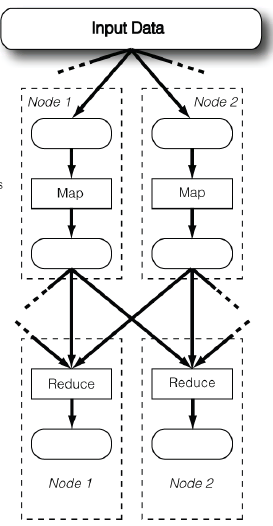 Input Data
Node 1
Node 2
s
Map
Map
Reduce
Reduce
Node 1
Node 2